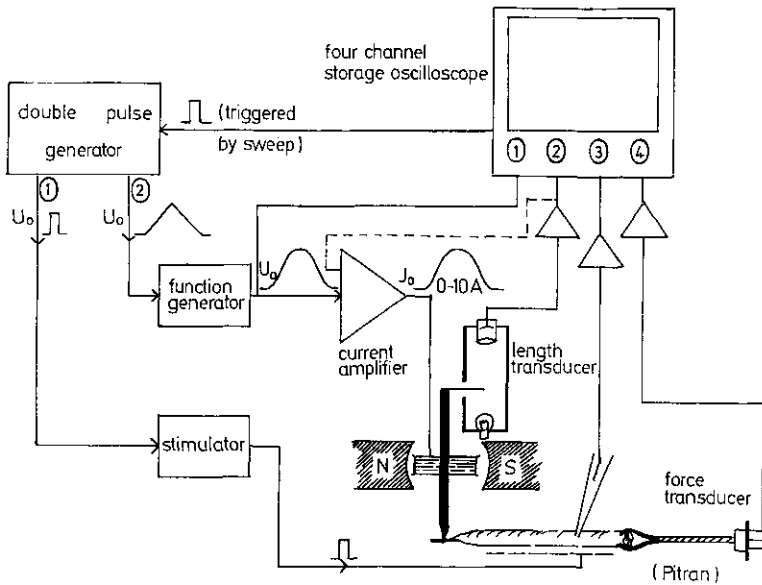 four channel
storage oscilloscope
double pulse
generator
(triggered
by sweep)
① ② ③ ④
① ②
U₀
U₀
function
generator
U₀
J₀
0-10A
current
amplifier
length
transducer
stimulator
N
S
force
transducer
(Pitran)